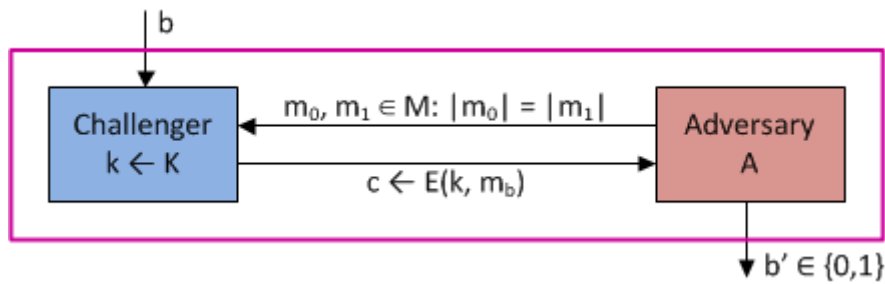 b
m₀, m₁ ∈ M: |m₀| = |m₁|
Challenger
k ← K
Adversary
A
c ← E(k, m_b)
b’ ∈ {0,1}